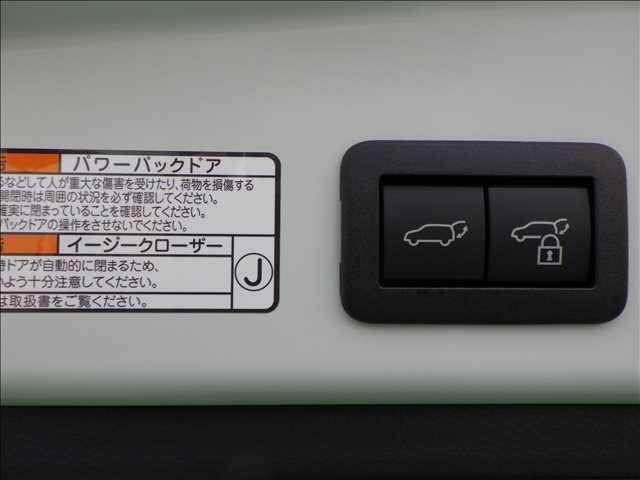 告 パワーバックドア
るなどして人が重大な傷害を受けたり、荷物を損傷する
開閉時は周囲の状況を必ず確認してください。
確実に閉まっていることを確認してください。
バックドアの操作をさせないでください。
告 イージークローザー
時ドアが自動的に閉まるため、
いよう十分注意してください。
は取扱書をご覧ください。
J